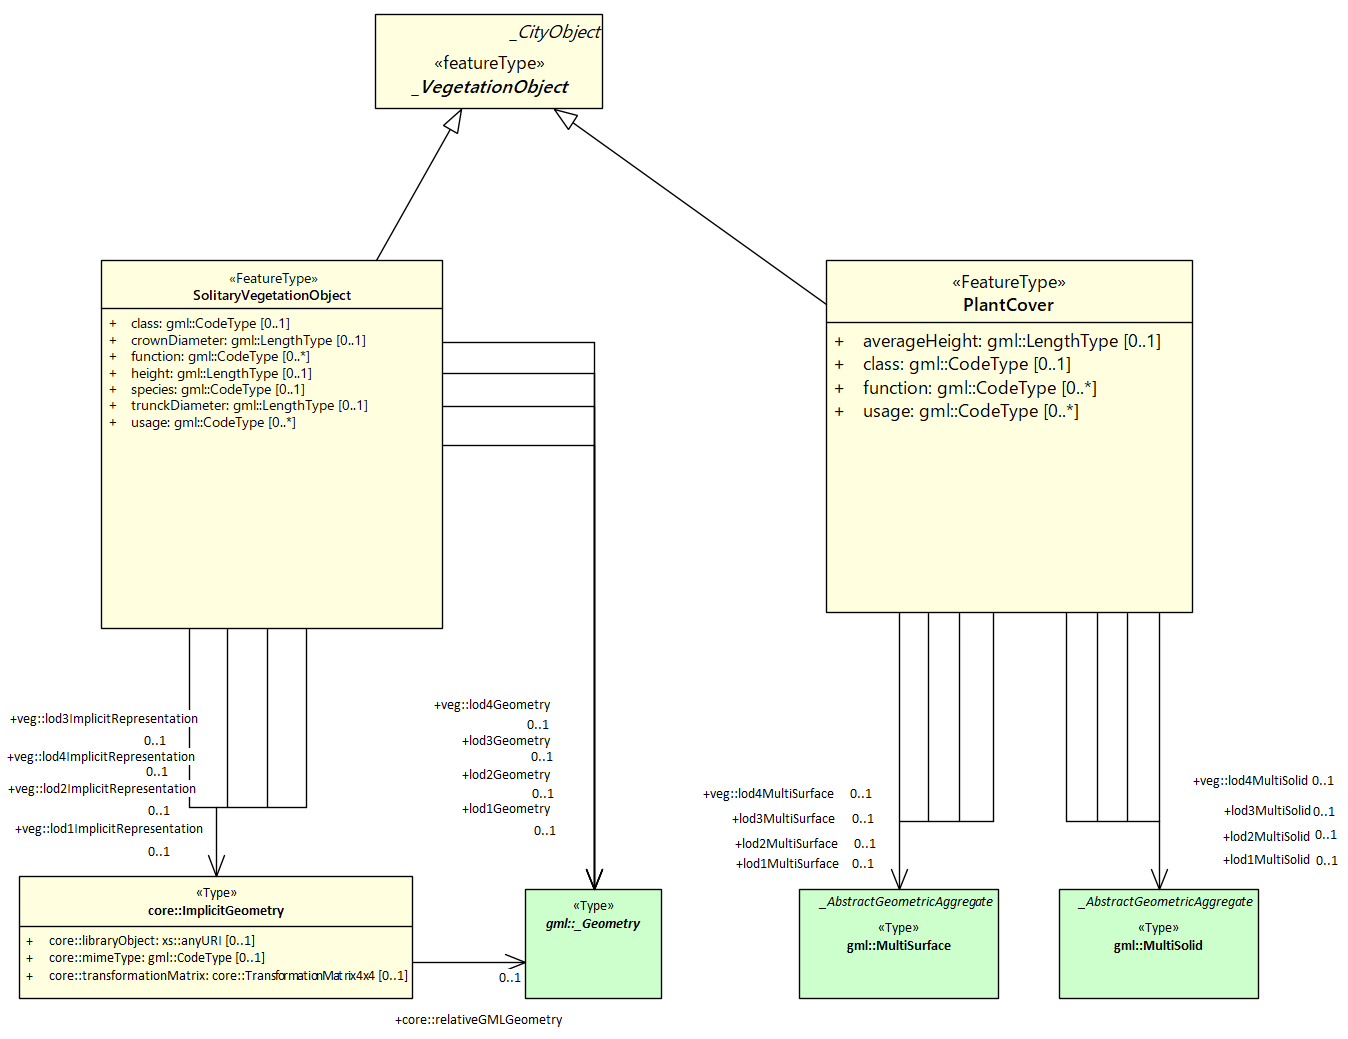 _CityObject
«featureType»
_VegetationObject
«FeatureType»
SolitaryVegetationObject
+ class: gml::CodeType [0..1]
+ crownDiameter: gml::LengthType [0..1]
+ function: gml::CodeType [0..*]
+ height: gml::LengthType [0..1]
+ species: gml::CodeType [0..1]
+ trunckDiameter: gml::LengthType [0..1]
+ usage: gml::CodeType [0..*]
«FeatureType»
PlantCover
+ averageHeight: gml::LengthType [0..1]
+ class: gml::CodeType [0..1]
+ function: gml::CodeType [0..*]
+ usage: gml::CodeType [0..*]
+veg::lod3ImplicitRepresentation
0..1
+veg::lod4ImplicitRepresentation
0..1
+veg::lod2ImplicitRepresentation
0..1
+veg::lod1ImplicitRepresentation
0..1
+veg::lod4Geometry
0..1
+lod3Geometry
0..1
+lod2Geometry
0..1
+lod1Geometry
0..1
+veg::lod4MultiSurface 0..1
+lod3MultiSurface 0..1
+lod2MultiSurface 0..1
+lod1MultiSurface 0..1
+veg::lod4MultiSolid 0..1
+lod3MultiSolid 0..1
+lod2MultiSolid 0..1
+lod1MultiSolid 0..1
«Type»
core::ImplicitGeometry
+ core::libraryObject: xs::anyURI [0..1]
+ core::mimeType: gml::CodeType [0..1]
+ core::transformationMatrix: core::TransformationMatrix4x4 [0..1]
0..1
+core::relativeGMLGeometry
«Type»
gml::_Geometry
_AbstractGeometricAggregate
«Type»
gml::MultiSurface
_AbstractGeometricAggregate
«Type»
gml::MultiSolid